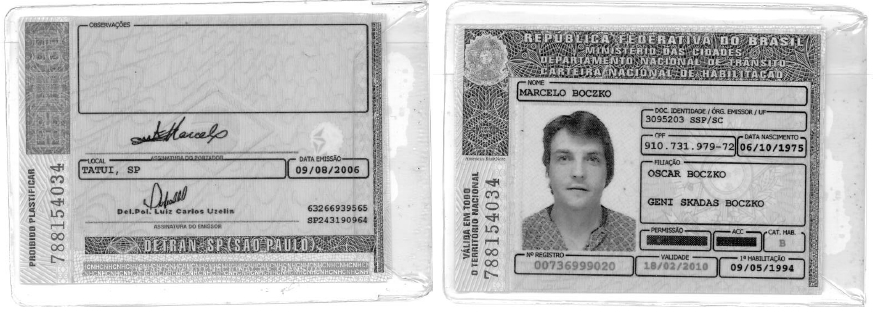 OBSERVAÇÕES
ASSINATURA DO PORTADOR
LOCAL
TATUI, SP
DATA EMISSÃO
09/08/2006
Del.Pol. Luiz Carlos Uzelin
ASSINATURA DO EMISSOR
63266939565
SP243190964
DETRAN-SP (SAO PAULO)
PROIBIDO PLASTIFICAR
788154034
REPÚBLICA FEDERATIVA DO BRASIL
MINISTÉRIO DAS CIDADES
DEPARTAMENTO NACIONAL DE TRÂNSITO
CARTEIRA NACIONAL DE HABILITAÇÃO
NOME
MARCELO BOCZKO
DOC. IDENTIDADE / ÓRG. EMISSOR / UF
3095203 SSP/SC
CPF
910.731.979-72
DATA NASCIMENTO
06/10/1975
FILIAÇÃO
OSCAR BOCZKO
GENI SKADAS BOCZKO
PERMISSÃO
ACC
CAT. HAB.
B
VÁLIDA EM TODO
O TERRITÓRIO NACIONAL
788154034
Nº REGISTRO
00736999020
VALIDADE
18/02/2010
1ª HABILITAÇÃO
09/05/1994